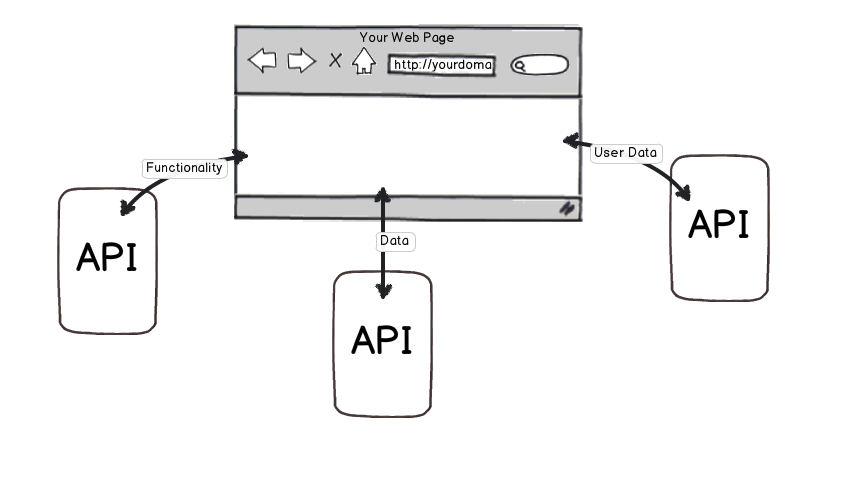 Your Web Page
http://yourdoma
Functionality
User Data
API
API
Data
API